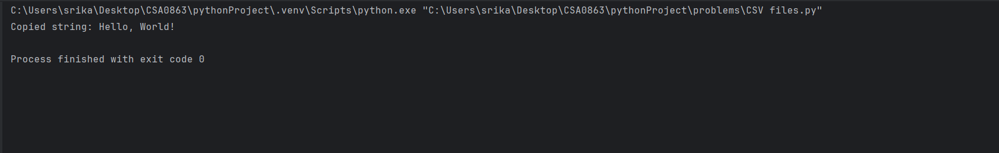 C:\Users\srika\Desktop\CSA0863\pythonProject\.venv\Scripts\python.exe "C:\Users\srika\Desktop\CSA0863\pythonProject\problems\CSV files.py"
Copied string: Hello, World!
Process finished with exit code 0